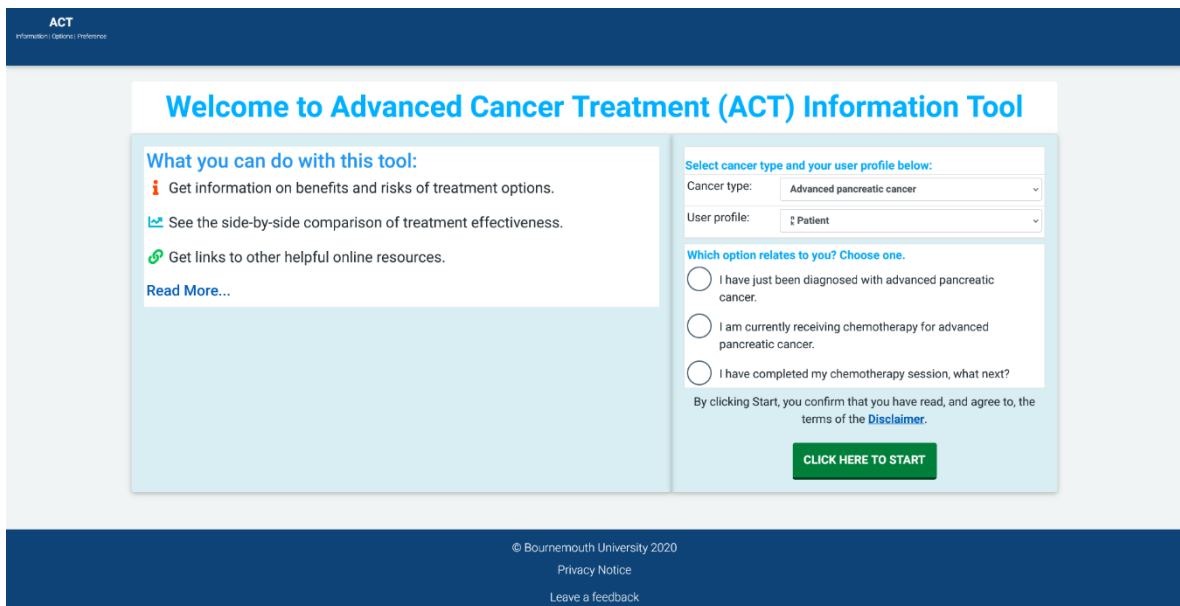 ACT
Information | Options | Preference
Welcome to Advanced Cancer Treatment (ACT) Information Tool
What you can do with this tool:
Get information on benefits and risks of treatment options.
See the side-by-side comparison of treatment effectiveness.
Get links to other helpful online resources.
Read More...
Select cancer type and your user profile below:
Cancer type:
Advanced pancreatic cancer
User profile:
Patient
Which option relates to you? Choose one.
I have just been diagnosed with advanced pancreatic
cancer.
I am currently receiving chemotherapy for advanced
pancreatic cancer.
I have completed my chemotherapy session, what next?
By clicking Start, you confirm that you have read, and agree to, the
terms of the Disclaimer.
CLICK HERE TO START
© Bournemouth University 2020
Privacy Notice
Leave a feedback